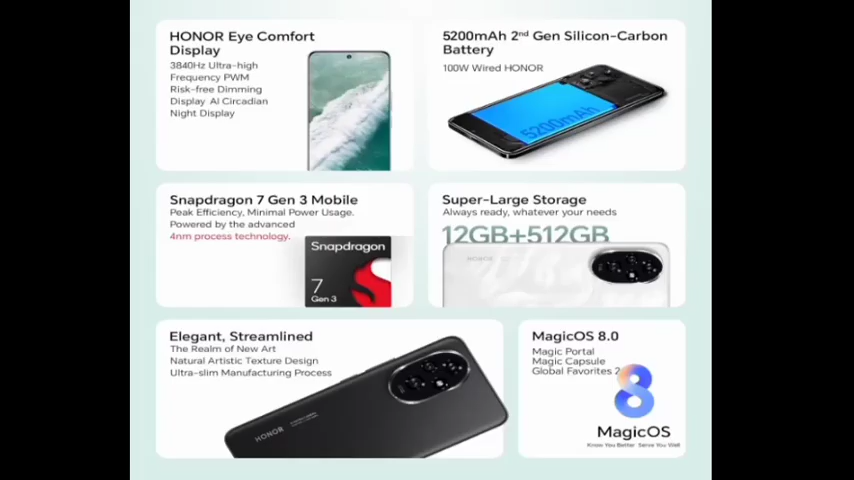 HONOR Eye Comfort
Display
3840Hz Ultra-high
Frequency PWM
Risk-free Dimming
Display AI Circadian
Night Display
5200mAh 2nd Gen Silicon-Carbon
Battery
100W Wired HONOR
5200mAh
Snapdragon 7 Gen 3 Mobile
Peak Efficiency, Minimal Power Usage.
Powered by the advanced
4nm process technology.
Snapdragon
7
Gen 3
Super-Large Storage
Always ready, whatever your needs
12GB+512GB
HONOR
Elegant, Streamlined
The Realm of New Art
Natural Artistic Texture Design
Ultra-slim Manufacturing Process
HONOR
MagicOS 8.0
Magic Portal
Magic Capsule
Global Favorites 2
8
MagicOS
Know You Better Serve You Well